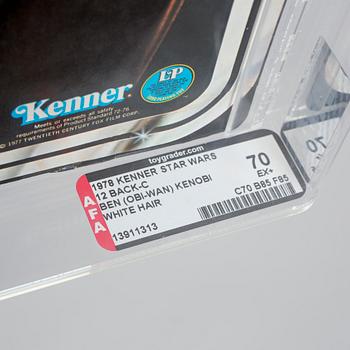 Kenner®
Meets or exceeds all safety
requirements of Product Standard 72-76.
© 1977 TWENTIETH CENTURY FOX FILM CORP.
L·P
toygrader.com
AFA
1978 KENNER STAR WARS
12 BACK-C
BEN (OBI-WAN) KENOBI
WHITE HAIR
13911313
70
EX+
C70 B85 F85